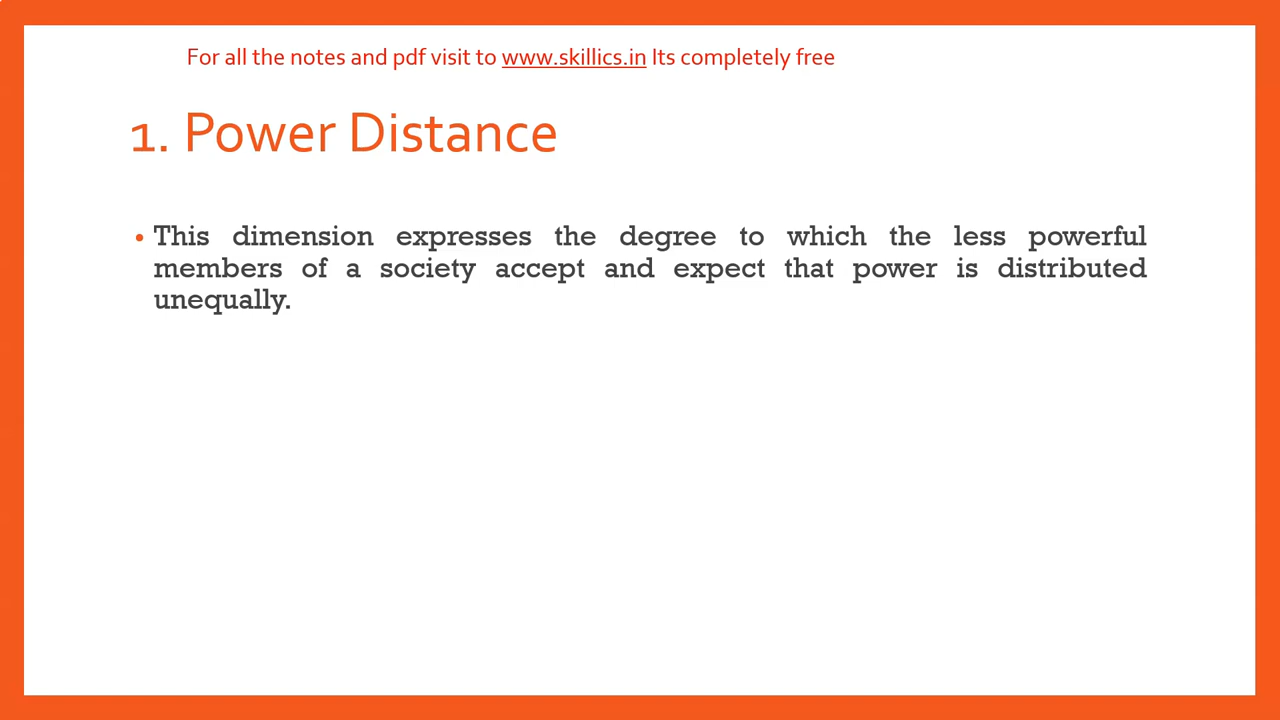 For all the notes and pdf visit to www.skillics.in Its completely free
1. Power Distance
• This dimension expresses the degree to which the less powerful
members of a society accept and expect that power is distributed
unequally.